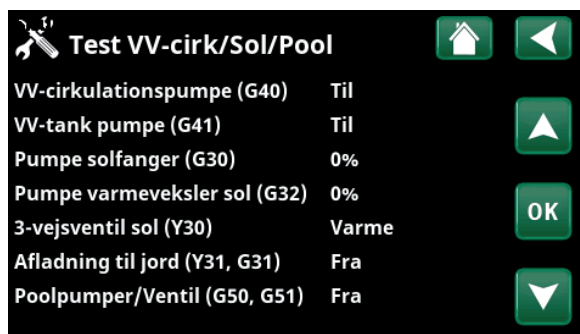 Test VV-cirk/Sol/Pool
VV-cirkulationspumpe (G40) Til
VV-tank pumpe (G41) Til
Pumpe solfanger (G30) 0%
Pumpe varmeveksler sol (G32) 0%
3-vejsventil sol (Y30) Varme
Afladning til jord (Y31, G31) Fra
Poolpumper/Ventil (G50, G51) Fra
OK